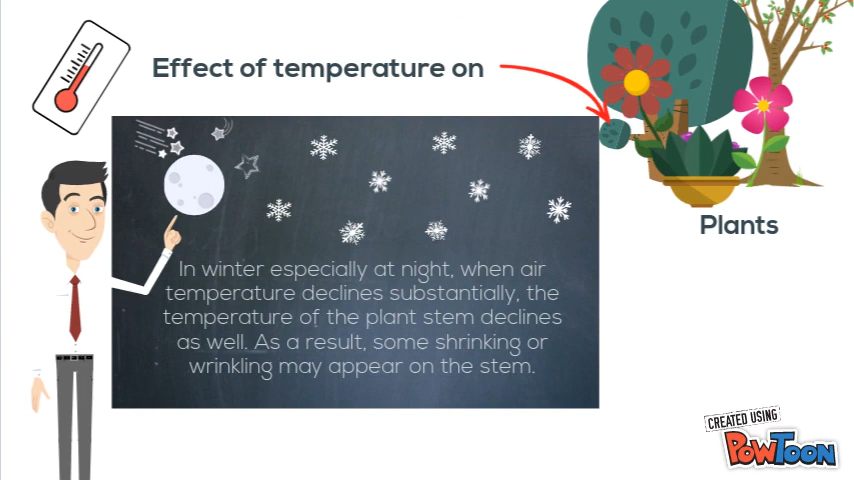 Effect of temperature on
Plants
In winter especially at night, when air
temperature declines substantially, the
temperature of the plant stem declines
as well. As a result, some shrinking or
wrinkling may appear on the stem.
CREATED USING
POWTOON